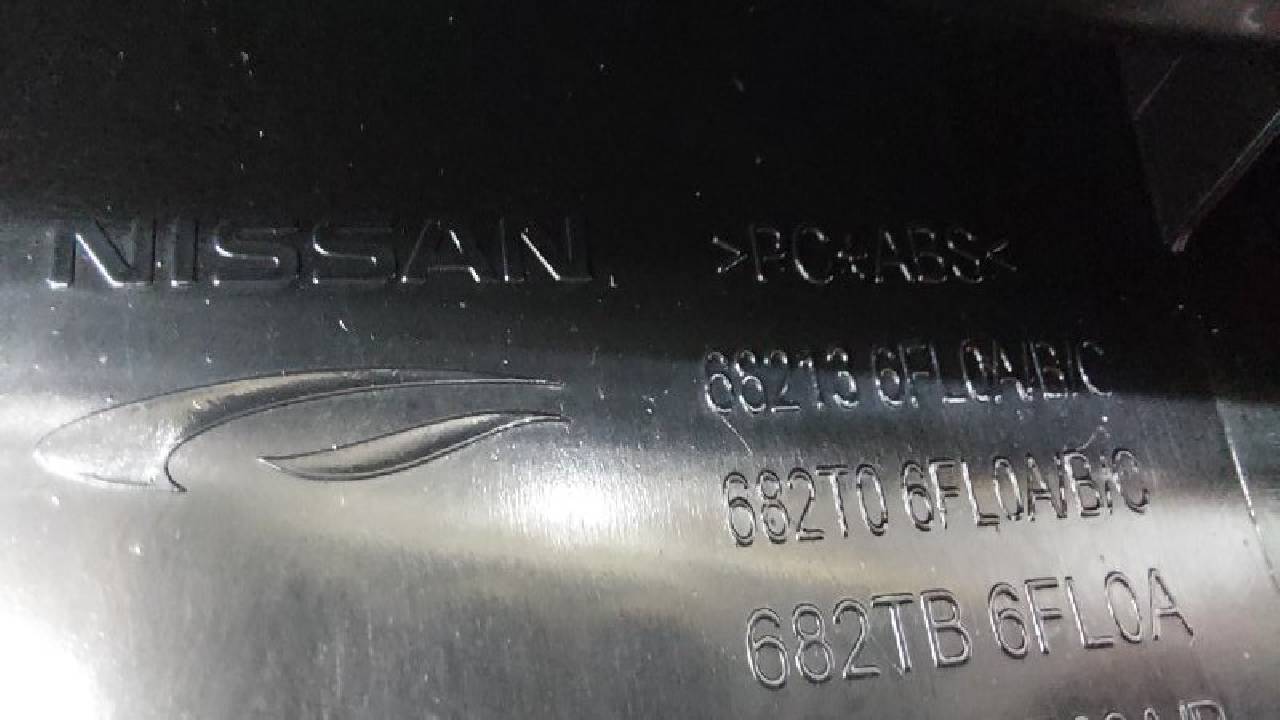 NISSAN
>PC+ABS<
68213 6FL0A/B/C
682T0 6FL0A/B/C
682TB 6FL0A